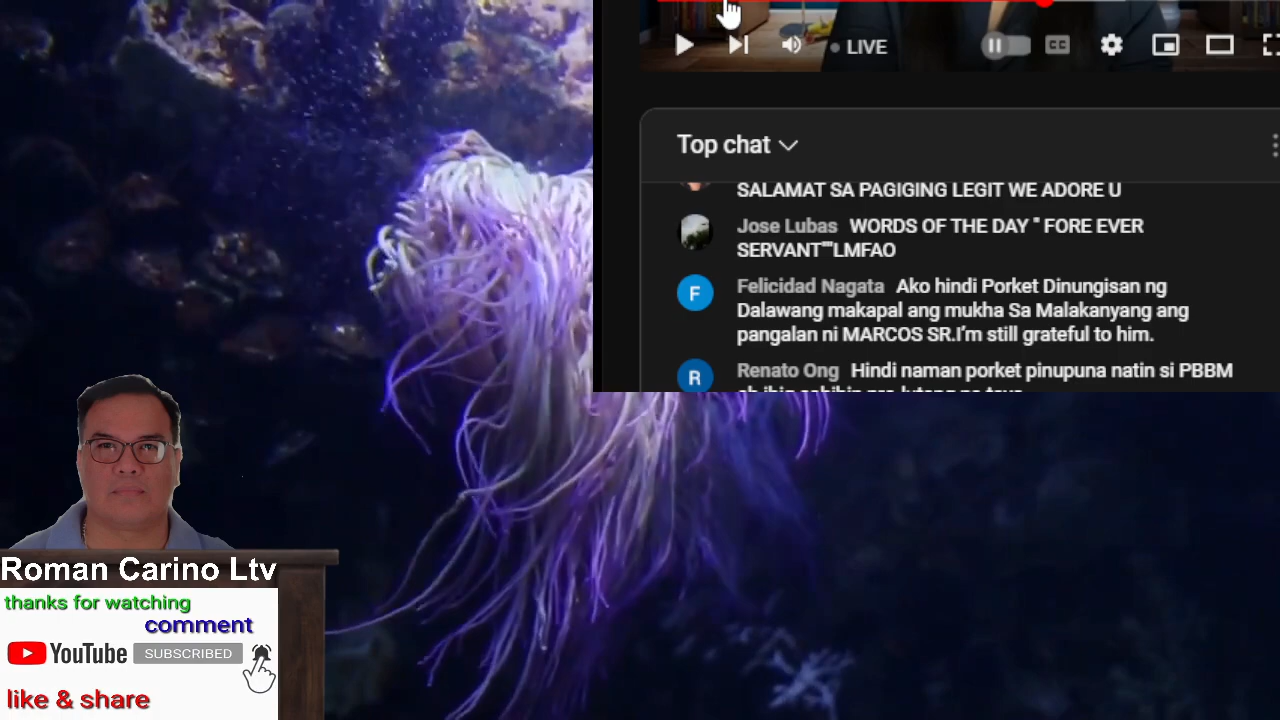 LIVE
CC
Top chat
SALAMAT SA PAGIGING LEGIT WE ADORE U
Jose Lubas WORDS OF THE DAY " FORE EVER
SERVANT""LMFAO
F
Felicidad Nagata Ako hindi Porket Dinungisan ng
Dalawang makapal ang mukha Sa Malakanyang ang
pangalan ni MARCOS SR.I'm still grateful to him.
R
Renato Ong Hindi naman porket pinupuna natin si PBBM
Roman Carino Ltv
thanks for watching
comment
YouTube SUBSCRIBED
like & share